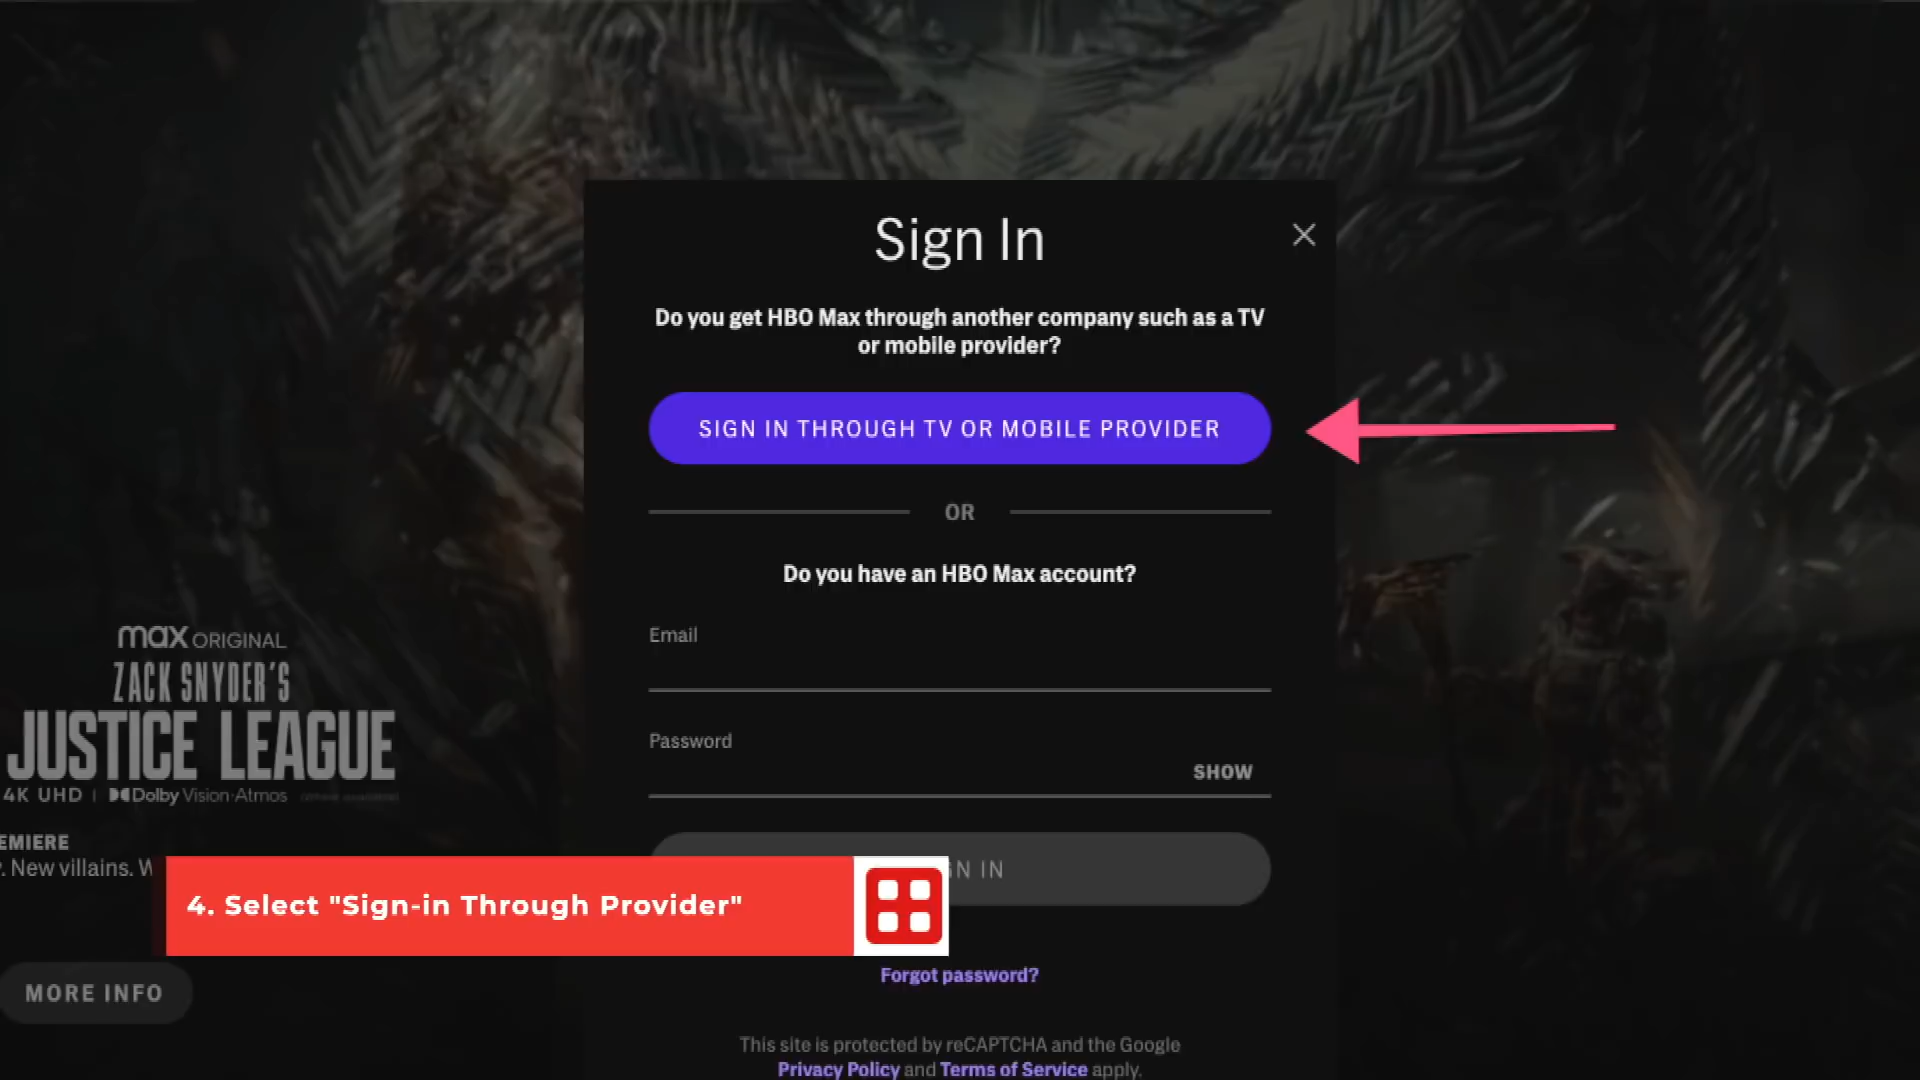 Sign In
Do you get HBO Max through another company such as a TV
or mobile provider?
SIGN IN THROUGH TV OR MOBILE PROVIDER
OR
Do you have an HBO Max account?
Email
Password
SHOW
IN
Forgot password?
This site is protected by reCAPTCHA and the Google
Privacy Policy and Terms of Service apply.
max ORIGINAL
ZACK SNYDER'S
JUSTICE LEAGUE
4K UHD | Dolby Vision·Atmos
New villains.
4. Select "Sign-in Through Provider"
MORE INFO